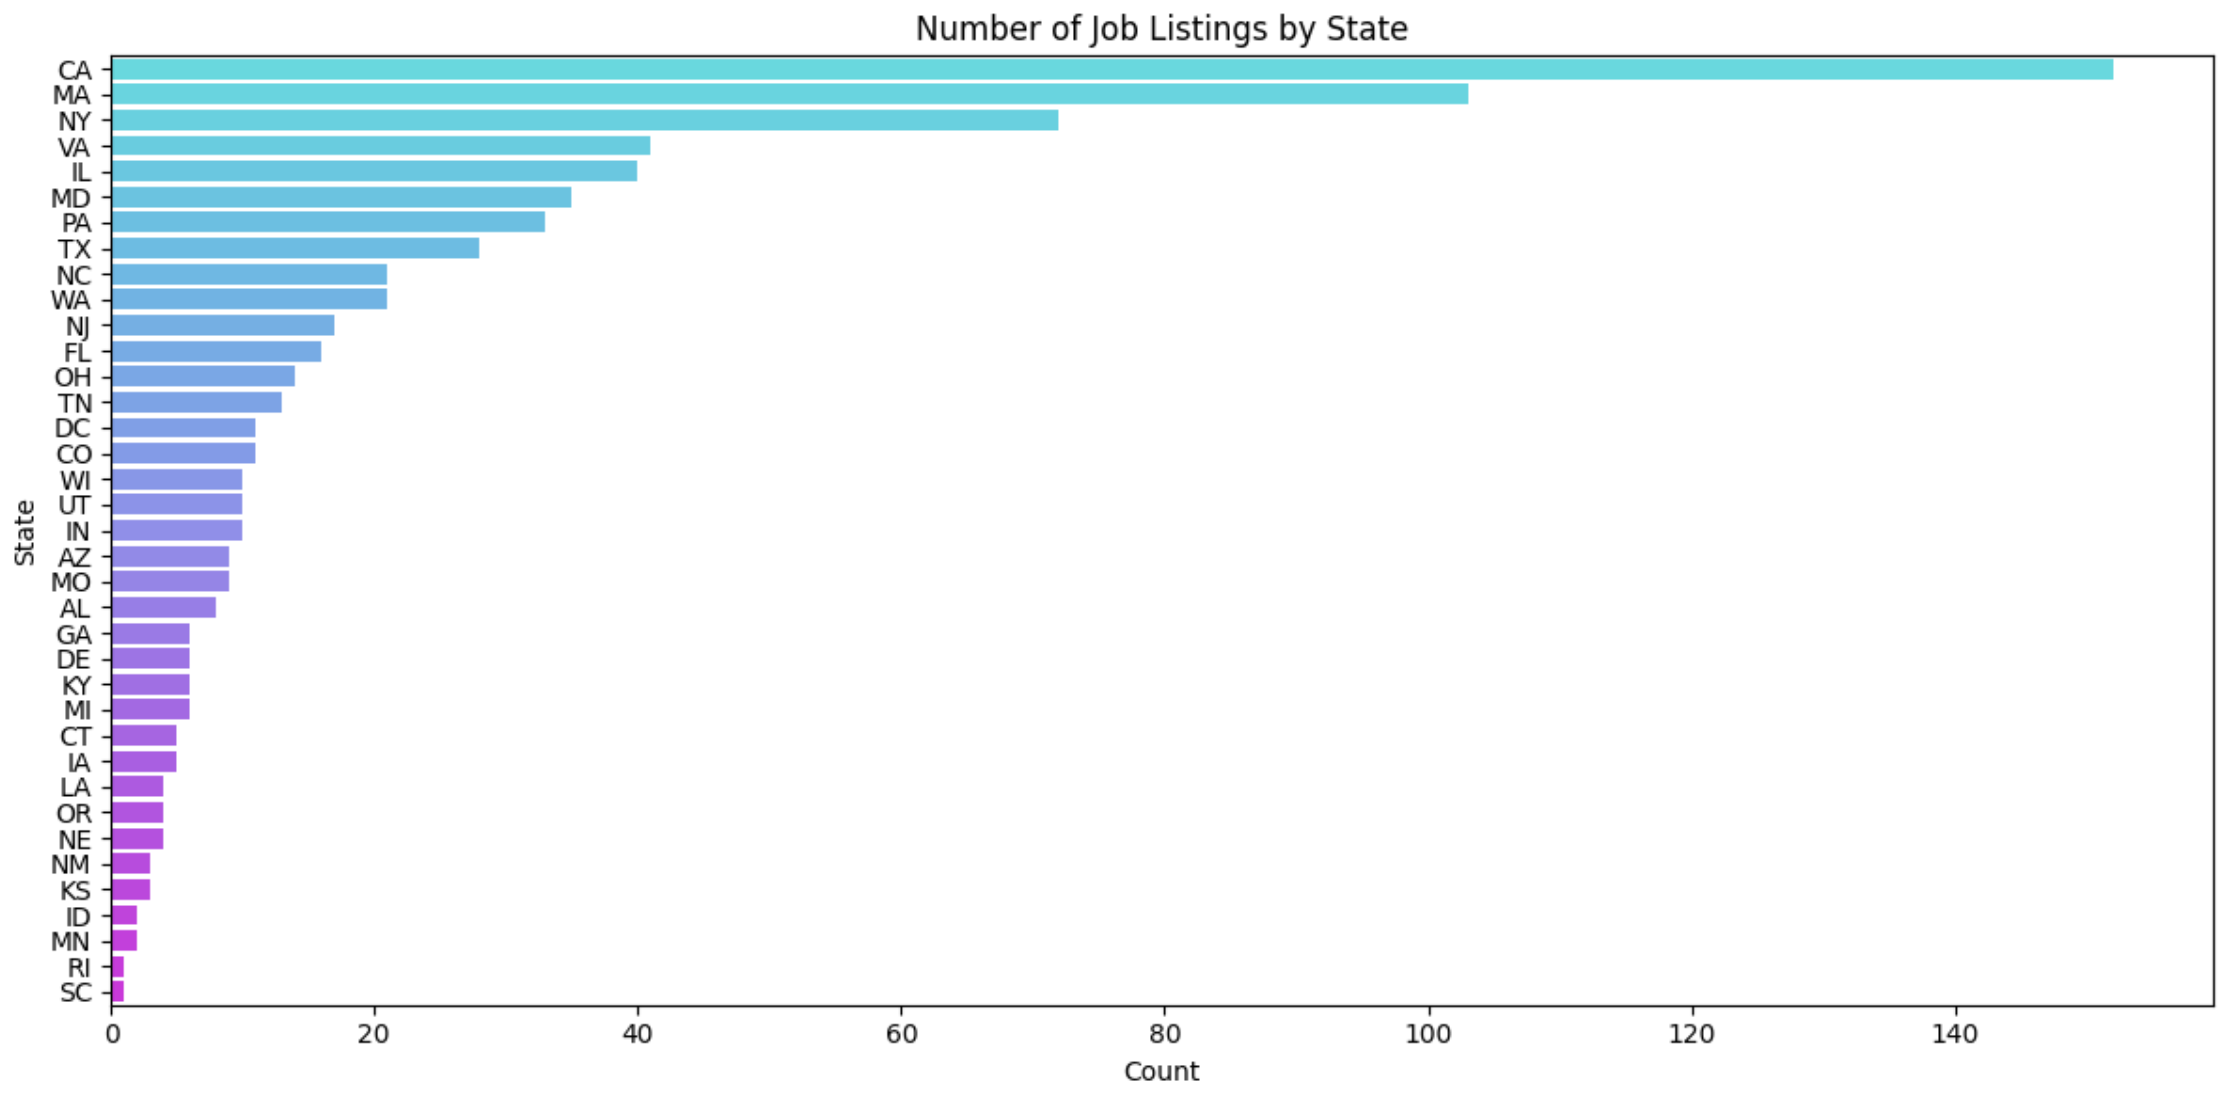 Number of Job Listings by State
CA
MA
NY
VA
IL
MD
PA
TX
NC
WA
NJ
FL
OH
TN
DC
CO
WI
UT
IN
AZ
MO
AL
GA
DE
KY
MI
CT
IA
LA
OR
NE
NM
KS
ID
MN
RI
SC
State
0 20 40 60 80 100 120 140
Count